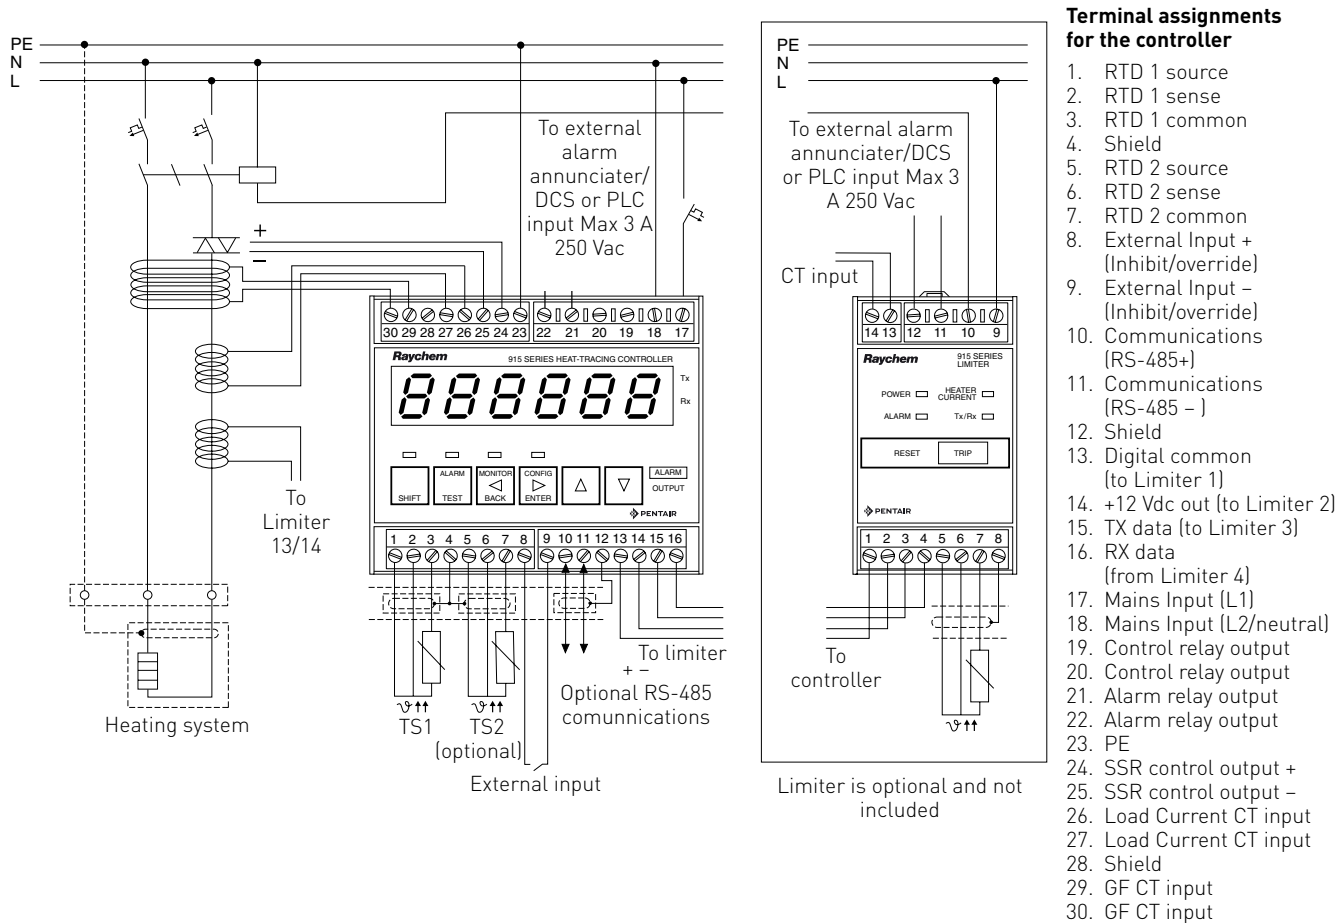 PE
N
L
To external
alarm
annunciater/
DCS or PLC
input Max 3 A
250 Vac
+
–
30 29 28 27 26 25 24 23 22 21 20 19 18 17
Raychem
915 SERIES HEAT-TRACING CONTROLLER
888888
Tx
Rx
SHIFT
ALARM
TEST
MONITOR
BACK
CONFIG
ENTER
ALARM
OUTPUT
PENTAIR
1 2 3 4 5 6 7 8 9 10 11 12 13 14 15 16
To
Limiter
13/14
Heating system
ϑ
TS1
ϑ
TS2
(optional)
External input
+ –
Optional RS-485
comunnications
To limiter
PE
N
L
To external alarm
annunciater/DCS
or PLC input Max 3
A 250 Vac
CT input
14 13 12 11 10 9
Raychem
915 SERIES
LIMITER
POWER
HEATER
CURRENT
ALARM
Tx/Rx
RESET
TRIP
PENTAIR
1 2 3 4 5 6 7 8
To
controller
ϑ
Limiter is optional and not
included
Terminal assignments
for the controller
1. RTD 1 source
2. RTD 1 sense
3. RTD 1 common
4. Shield
5. RTD 2 source
6. RTD 2 sense
7. RTD 2 common
8. External Input +
(Inhibit/override)
9. External Input –
(Inhibit/override)
10. Communications
(RS-485+)
11. Communications
(RS-485 – )
12. Shield
13. Digital common
(to Limiter 1)
14. +12 Vdc out (to Limiter 2)
15. TX data (to Limiter 3)
16. RX data
(from Limiter 4)
17. Mains Input (L1)
18. Mains Input (L2/neutral)
19. Control relay output
20. Control relay output
21. Alarm relay output
22. Alarm relay output
23. PE
24. SSR control output +
25. SSR control output –
26. Load Current CT input
27. Load Current CT input
28. Shield
29. GF CT input
30. GF CT input